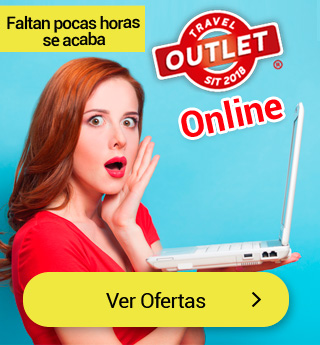 Faltan pocas horas
se acaba
TRAVEL
OUTLET
SIT 2018
®
Online
Ver Ofertas